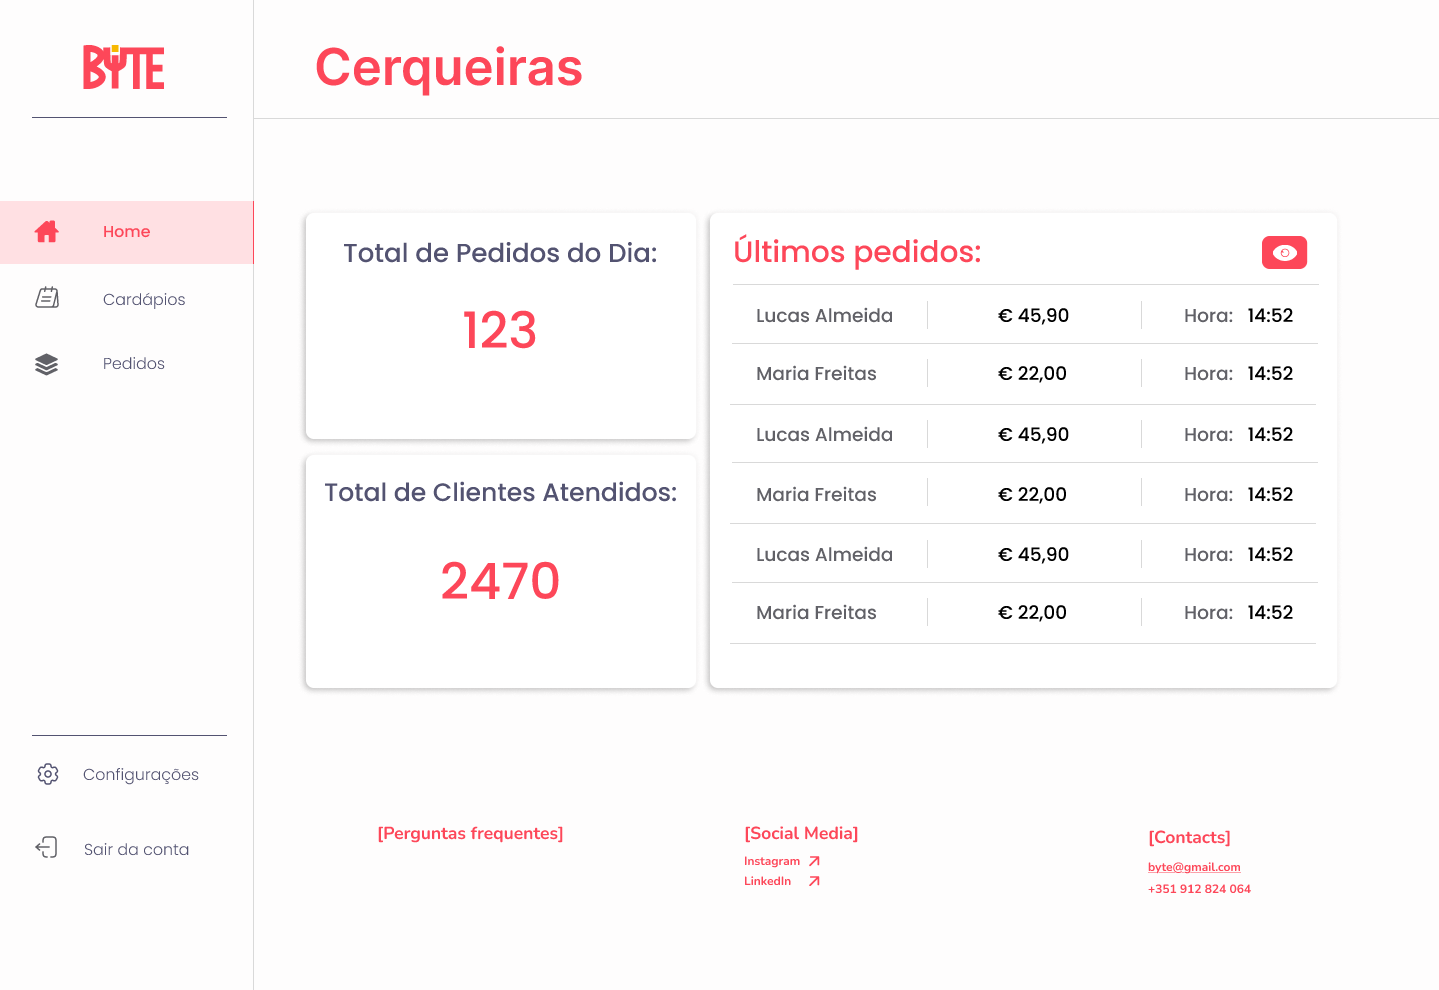 BYTE
Cerqueiras
Home
Cardápios
Pedidos
Configurações
Sair da conta
Total de Pedidos do Dia:
123
Total de Clientes Atendidos:
2470
Últimos pedidos:
Lucas Almeida € 45,90 Hora: 14:52
Maria Freitas € 22,00 Hora: 14:52
Lucas Almeida € 45,90 Hora: 14:52
Maria Freitas € 22,00 Hora: 14:52
Lucas Almeida € 45,90 Hora: 14:52
Maria Freitas € 22,00 Hora: 14:52
[Perguntas frequentes]
[Social Media]
Instagram
LinkedIn
[Contacts]
byte@gmail.com
+351 912 824 064